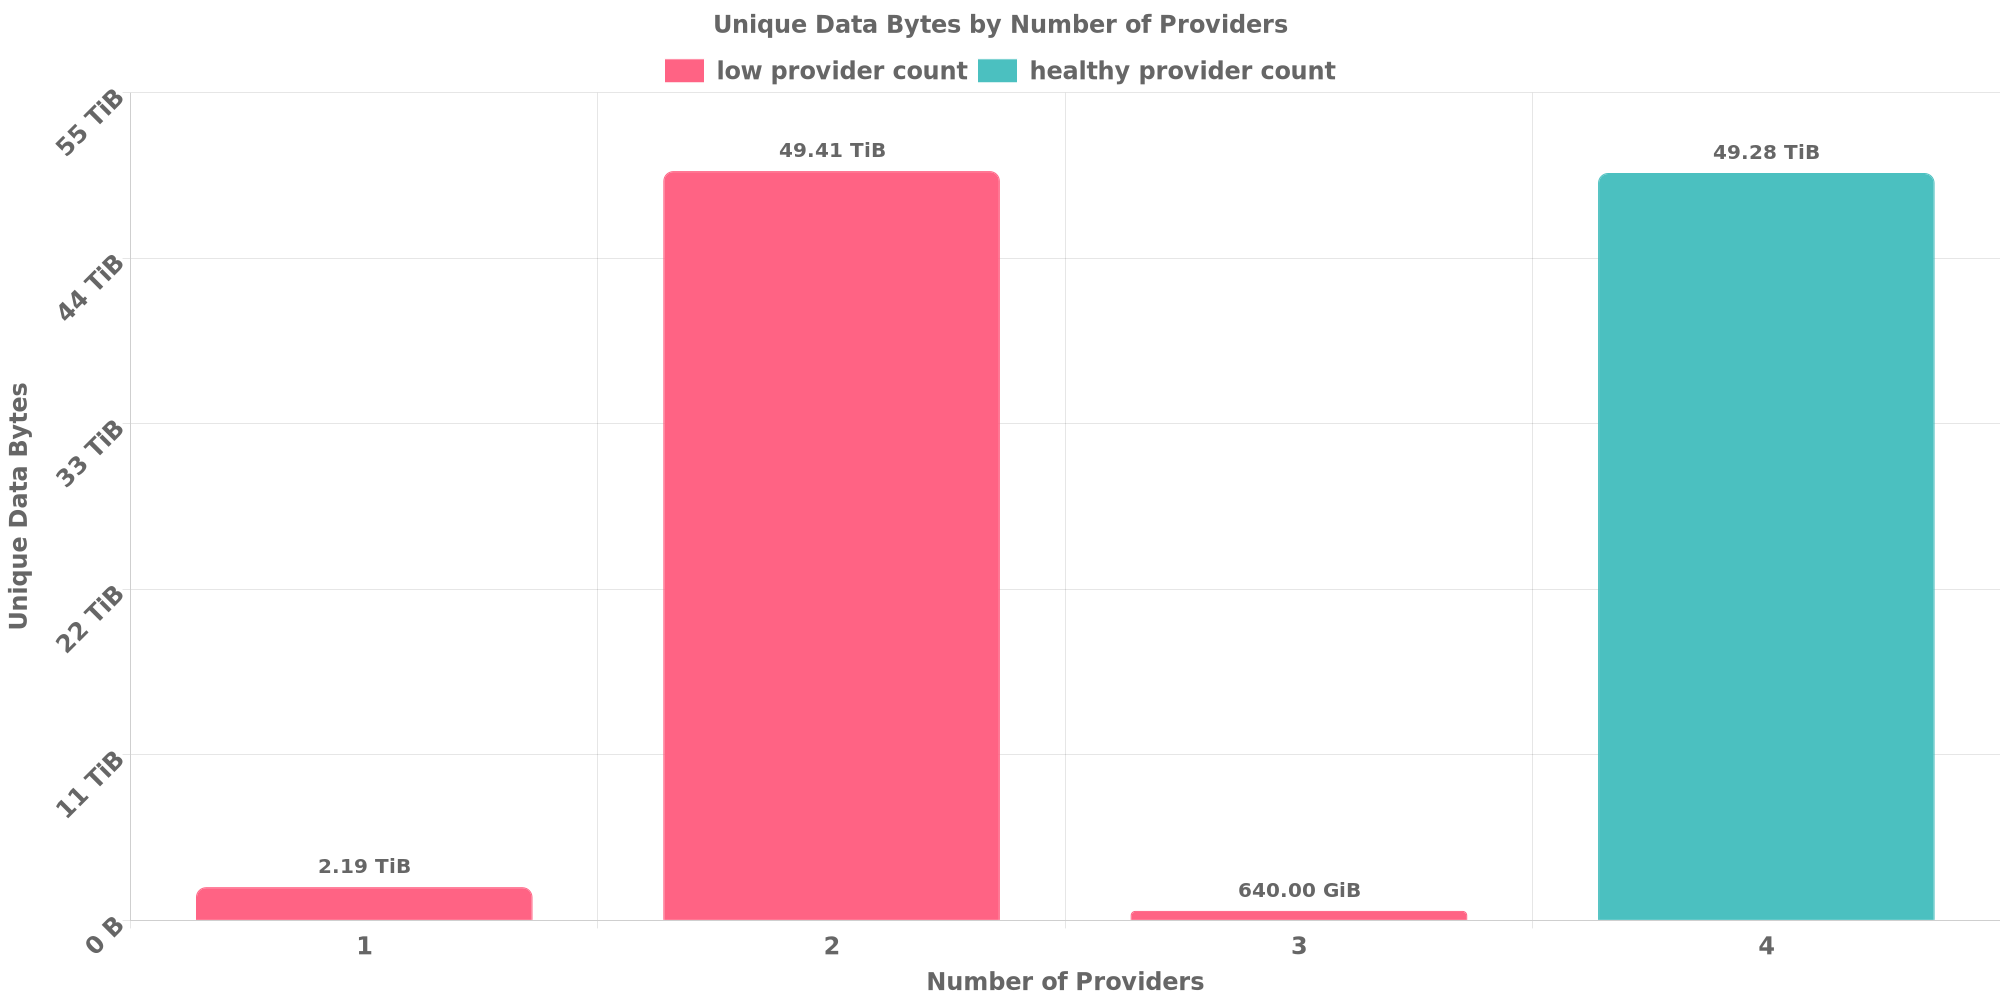 Unique Data Bytes by Number of Providers
low provider count
healthy provider count
55 TiB
44 TiB
33 TiB
22 TiB
11 TiB
0 B
Unique Data Bytes
2.19 TiB
49.41 TiB
640.00 GiB
49.28 TiB
1
2
3
4
Number of Providers